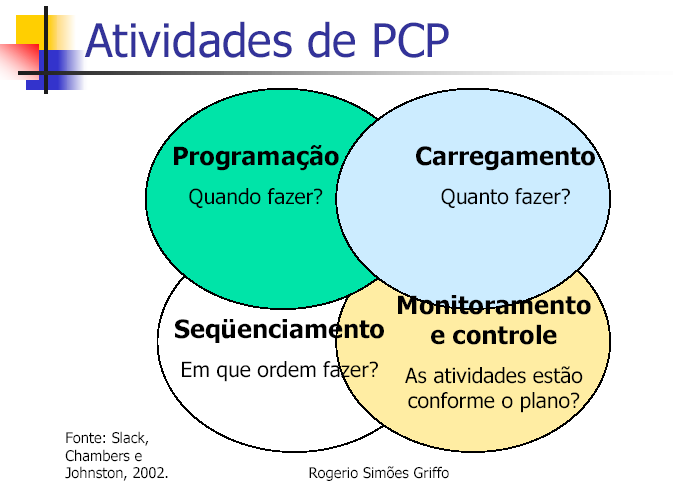 Atividades de PCP
Programação
Quando fazer?
Carregamento
Quanto fazer?
Seqüenciamento
Em que ordem fazer?
Monitoramento
e controle
As atividades estão
conforme o plano?
Fonte: Slack,
Chambers e
Johnston, 2002.
Rogerio Simões Griffo